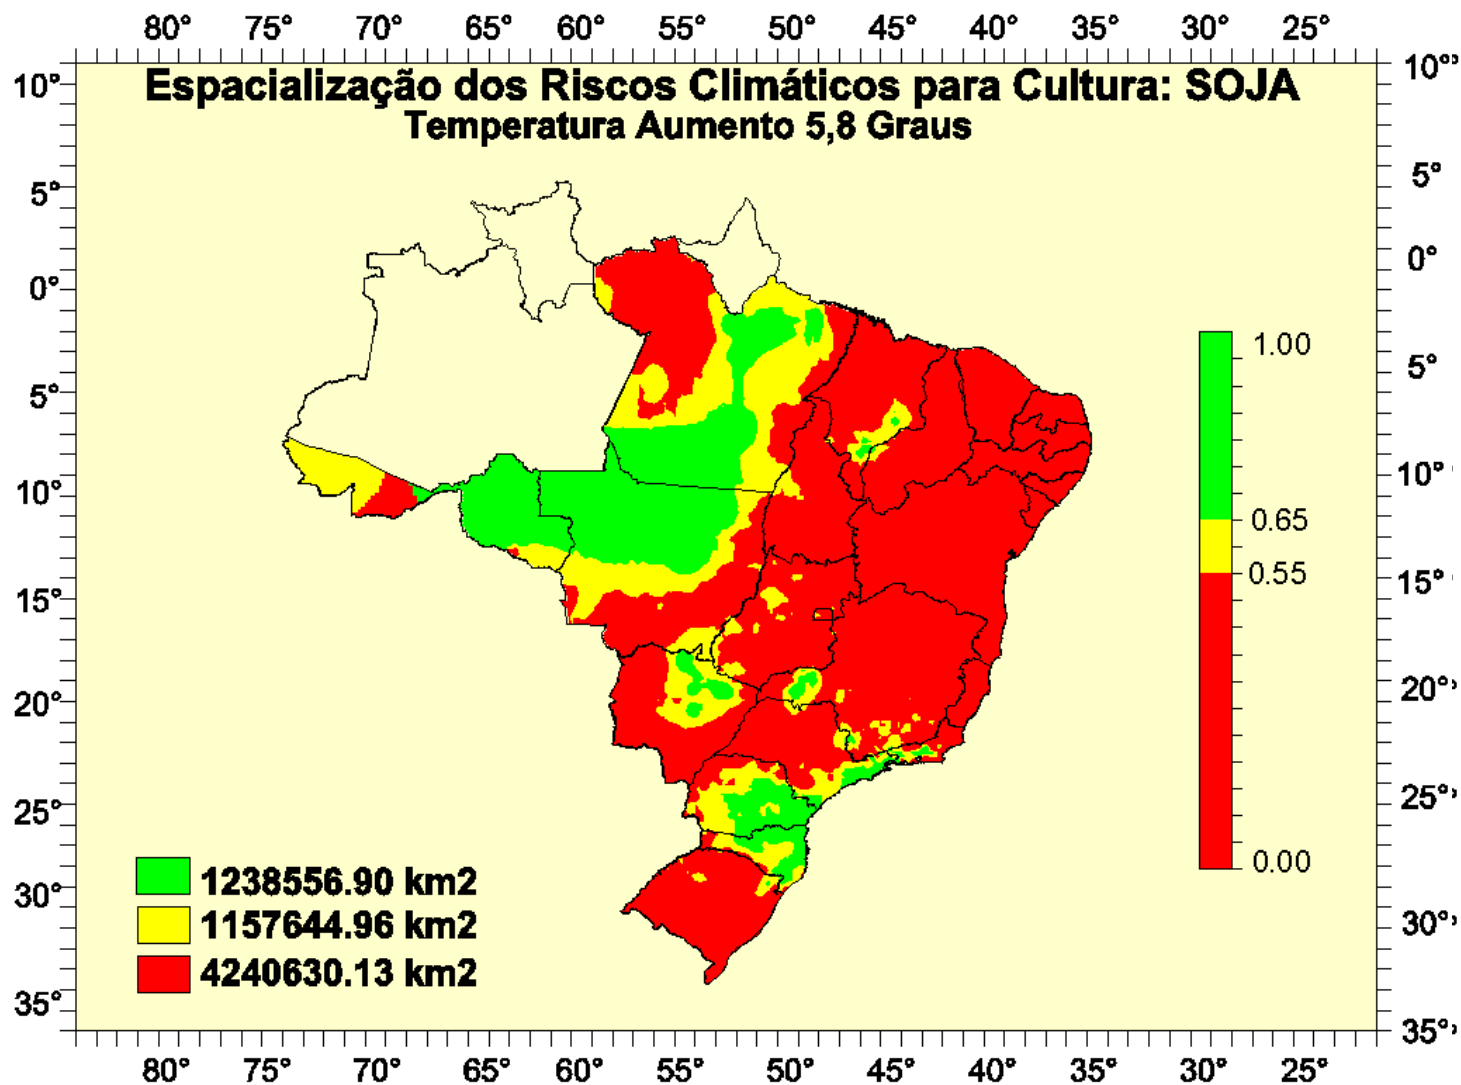 80° 75° 70° 65° 60° 55° 50° 45° 40° 35° 30° 25°
Espacialização dos Riscos Climáticos para Cultura: SOJA
Temperatura Aumento 5,8 Graus
10° 10°
5° 5°
0° 0°
5° 5°
10° 10°
15° 15°
20° 20°
25° 25°
30° 30°
35° 35°
1.00
0.65
0.55
0.00
1238556.90 km2
1157644.96 km2
4240630.13 km2
80° 75° 70° 65° 60° 55° 50° 45° 40° 35° 30° 25°